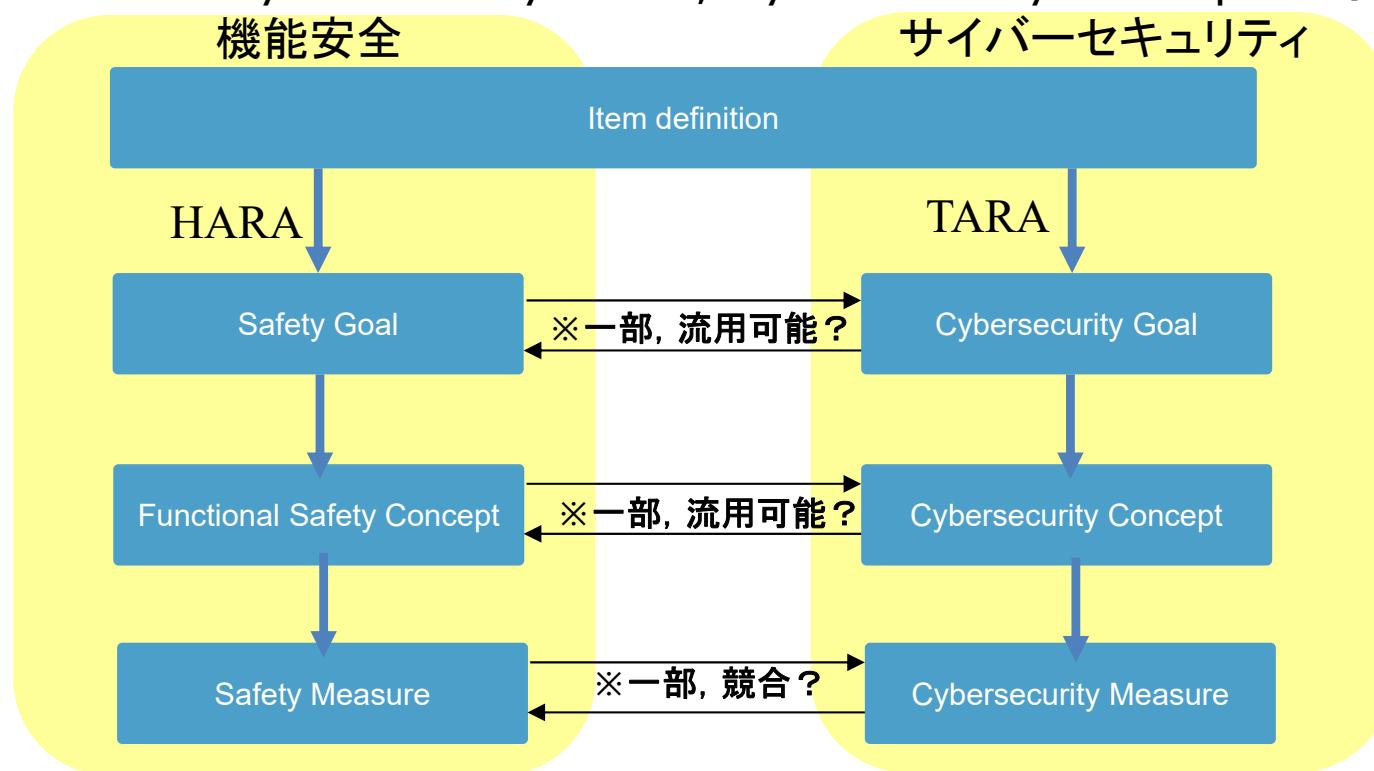 機能安全
サイバーセキュリティ
Item definition
HARA
TARA
Safety Goal
※一部,流用可能？
Cybersecurity Goal
Functional Safety Concept
※一部,流用可能？
Cybersecurity Concept
Safety Measure
※一部,競合？
Cybersecurity Measure